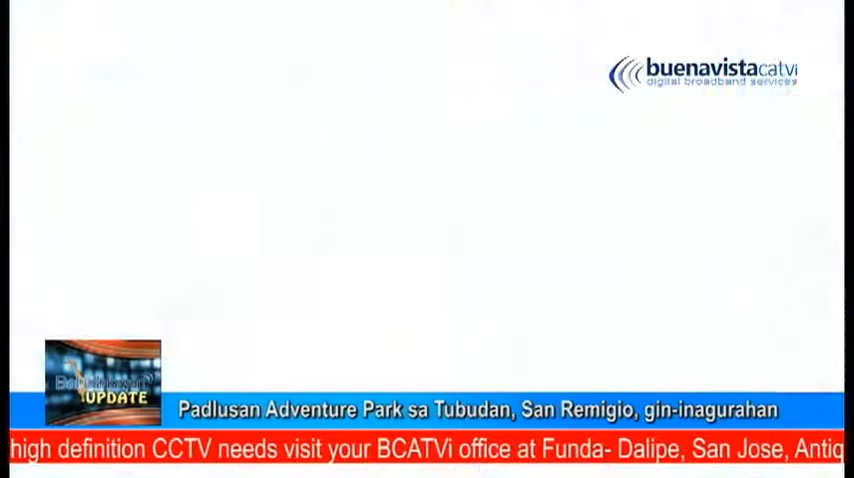 buenavistacatvi
digital broadband services
UPDATE
Padlusan Adventure Park sa Tubudan, San Remigio, gin-inagurahan
high definition CCTV needs visit your BCATVi office at Funda- Dalipe, San Jose, Antiq